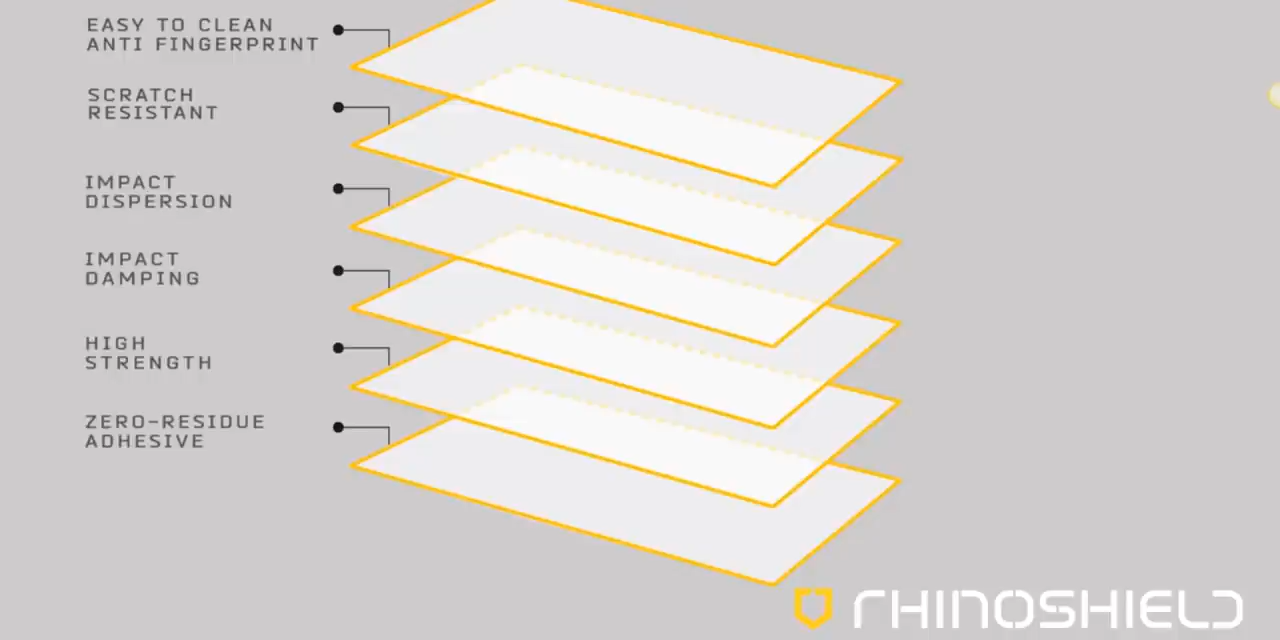 EASY TO CLEAN
ANTI FINGERPRINT
SCRATCH
RESISTANT
IMPACT
DISPERSION
IMPACT
DAMPING
HIGH
STRENGTH
ZERO-RESIDUE
ADHESIVE
RHINOSHIELD